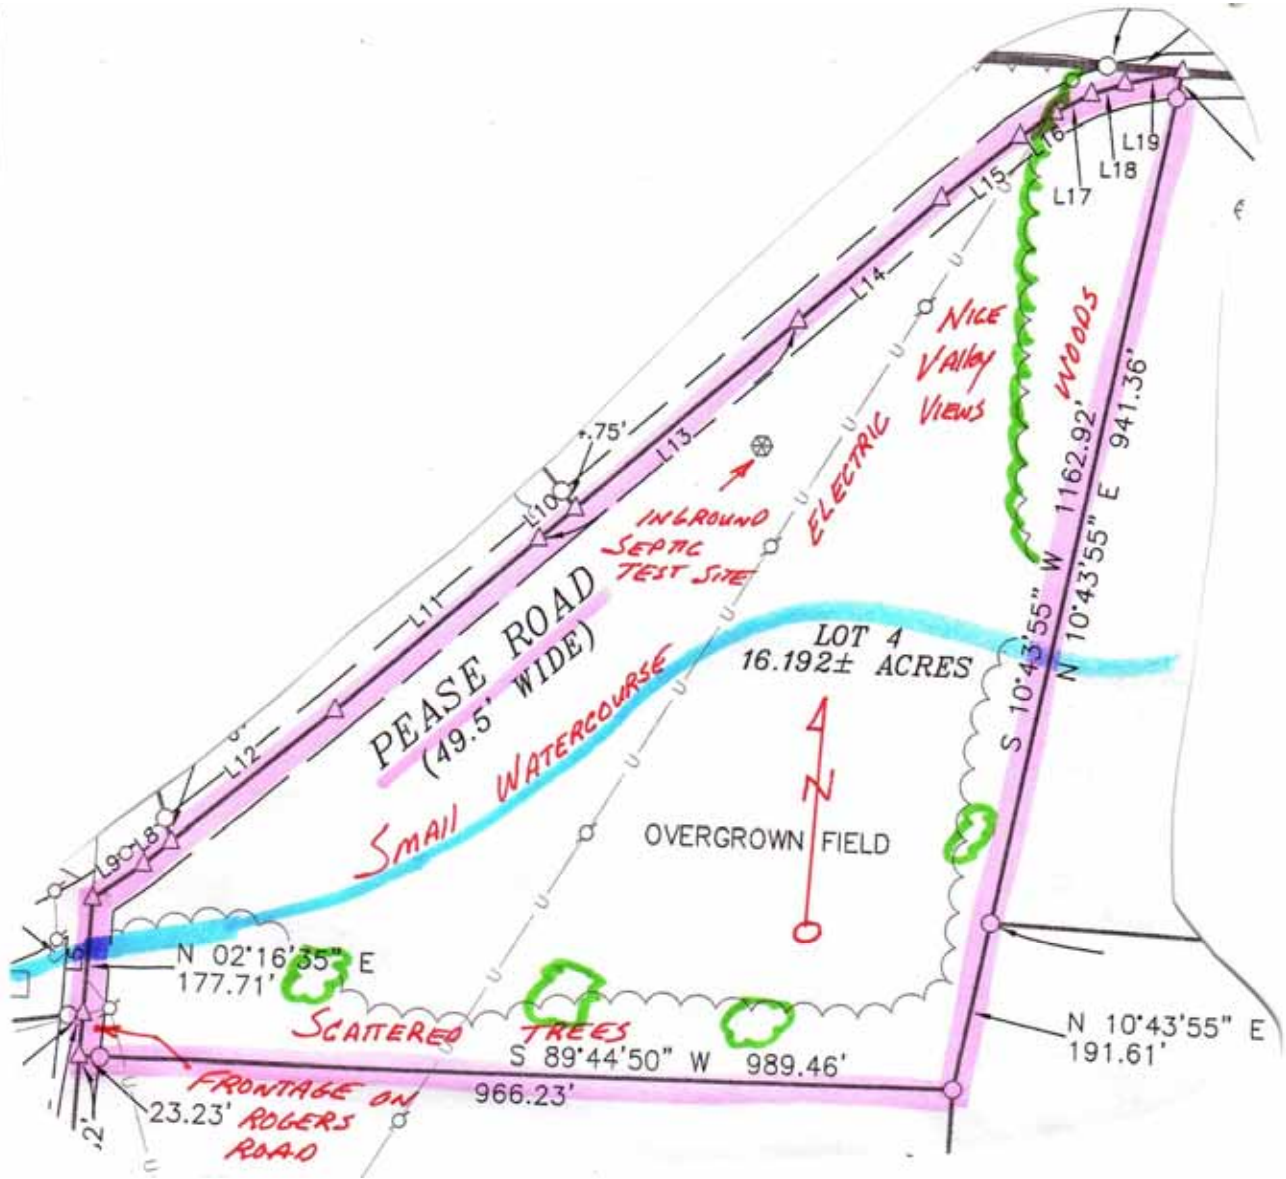 L19
L18
L17
L16
L15
L14
NICE
VALLEY
VIEWS
WOODS
941.36'
1162.92'
L13
ELECTRIC
L10
INGROUND
SEPTIC
TEST SITE
S 10°43'55" W
N 10°43'55" E
L11
PEASE ROAD
(49.5' WIDE)
LOT 4
16.192± ACRES
L12
SMALL WATERCOURSE
N
OVERGROWN FIELD
L8
L9
L5
N 02°16'35" E
177.71'
SCATTERED TREES
S 89°44'50" W 989.46'
966.23'
N 10°43'55" E
191.61'
FRONTAGE ON
ROGERS
ROAD
23.23'